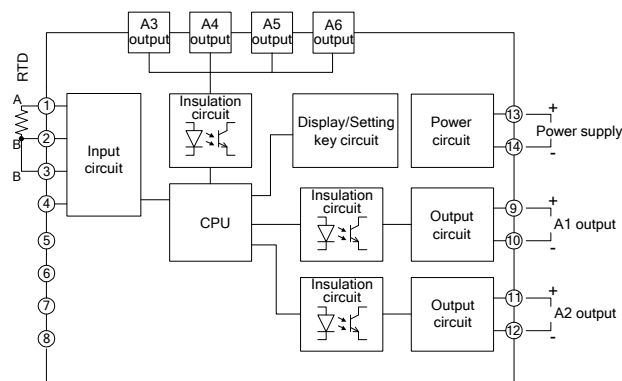 A3
output
A4
output
A5
output
A6
output
RTD
A
B
B
1
2
3
4
5
6
7
8
Input
circuit
Insulation
circuit
Display/Setting
key circuit
Power
circuit
13
14
+
Power supply
-
CPU
Insulation
circuit
Output
circuit
9
10
+
A1 output
-
Insulation
circuit
Output
circuit
11
12
+
A2 output
-